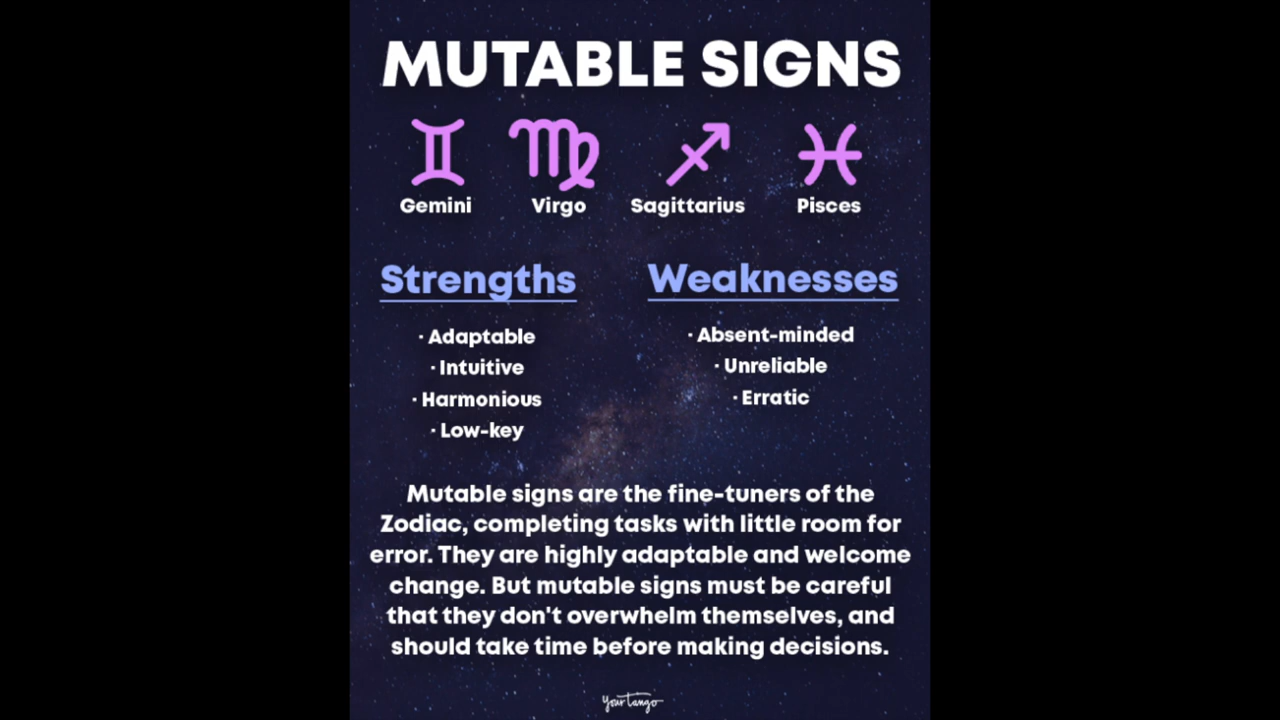 MUTABLE SIGNS
Gemini Virgo Sagittarius Pisces
Strengths Weaknesses
· Adaptable · Absent-minded
· Intuitive · Unreliable
· Harmonious · Erratic
· Low-key
Mutable signs are the fine-tuners of the
Zodiac, completing tasks with little room for
error. They are highly adaptable and welcome
change. But mutable signs must be careful
that they don't overwhelm themselves, and
should take time before making decisions.
YourTango